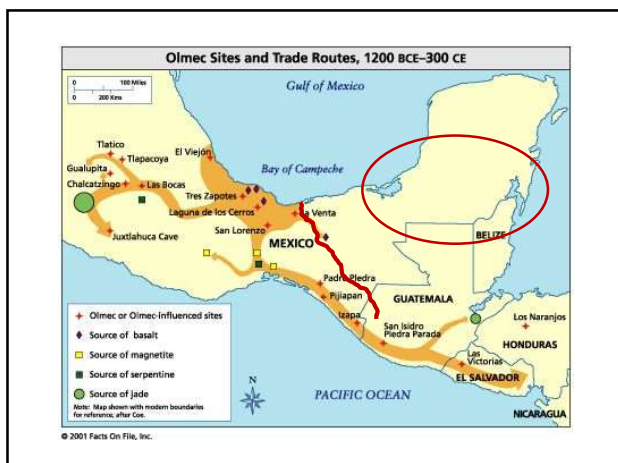 Olmec Sites and Trade Routes, 1200 BCE–300 CE
0 100 Miles
0 200 Kms
Gulf of Mexico
Tlatico
Tlapacoya
El Viejón
Gualupita
Chalcatzingo
Las Bocas
Bay of Campeche
Tres Zapotes
Laguna de los Cerros
La Venta
San Lorenzo
Juxtlahuca Cave
MEXICO
BELIZE
Padre Piedra
Pijijiapan
GUATEMALA
Izapa
San Isidro
Piedra Parada
Los Naranjos
HONDURAS
Las
Victorias
EL SALVADOR
NICARAGUA
PACIFIC OCEAN
N
Olmec or Olmec-influenced sites
Source of basalt
Source of magnetite
Source of serpentine
Source of jade
Note: Map shown with modern boundaries
for reference; after Coe.
© 2001 Facts On File, Inc.